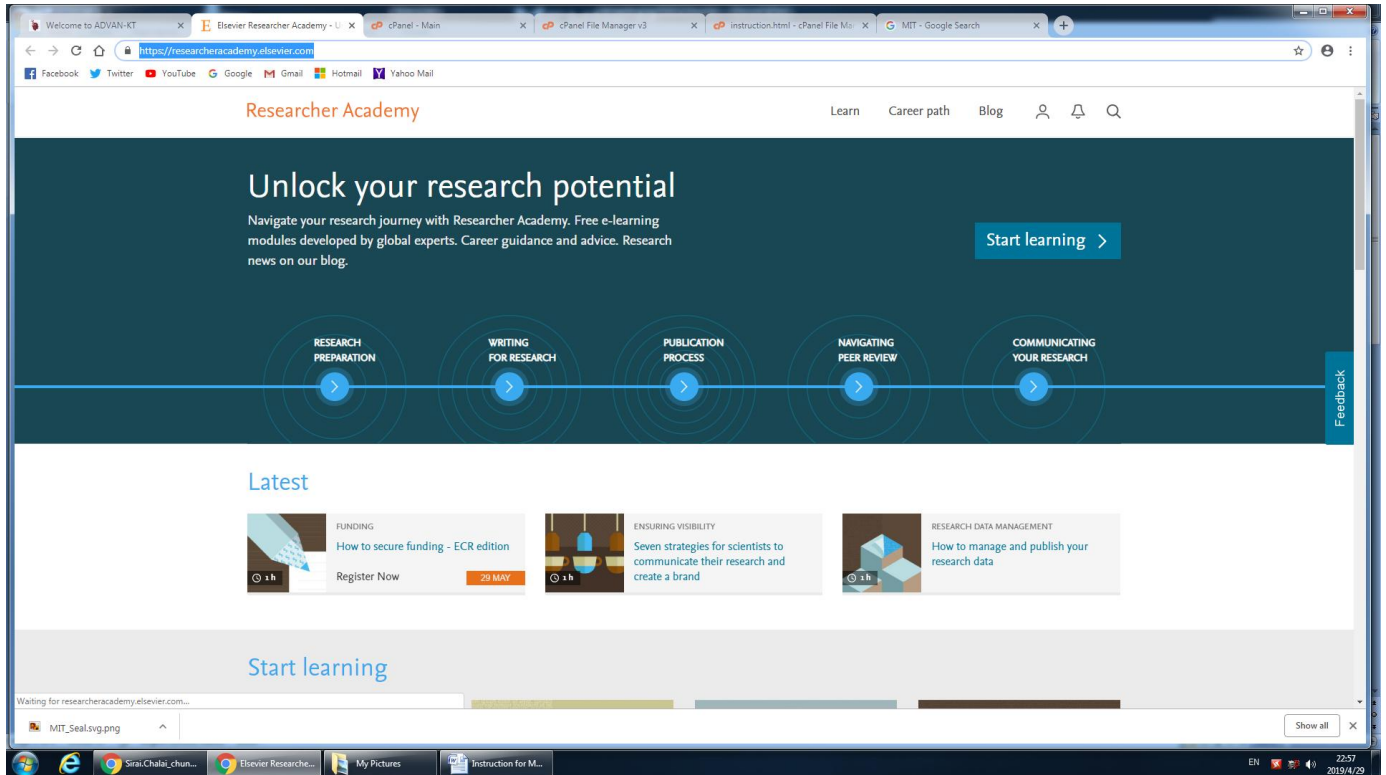 Welcome to ADVAN-KT
Elsevier Researcher Academy - U
cPanel - Main
cPanel File Manager v3
instruction.html - cPanel File Ma
MIT - Google Search
https://researcheracademy.elsevier.com
Facebook Twitter YouTube Google Gmail Hotmail Yahoo Mail
Researcher Academy
Learn Career path Blog
Unlock your research potential
Navigate your research journey with Researcher Academy. Free e-learning
modules developed by global experts. Career guidance and advice. Research
news on our blog.
Start learning
RESEARCH
PREPARATION
WRITING
FOR RESEARCH
PUBLICATION
PROCESS
NAVIGATING
PEER REVIEW
COMMUNICATING
YOUR RESEARCH
Feedback
Latest
FUNDING
How to secure funding - ECR edition
Register Now
29 MAY
1 h
ENSURING VISIBILITY
Seven strategies for scientists to
communicate their research and
create a brand
1 h
RESEARCH DATA MANAGEMENT
How to manage and publish your
research data
1 h
Start learning
Waiting for researcheracademy.elsevier.com...
MIT_Seal.svg.png
Show all
Sirai.Chalai_chun...
Elsevier Researche...
My Pictures
Instruction for M...
EN
22:57
2019/4/29